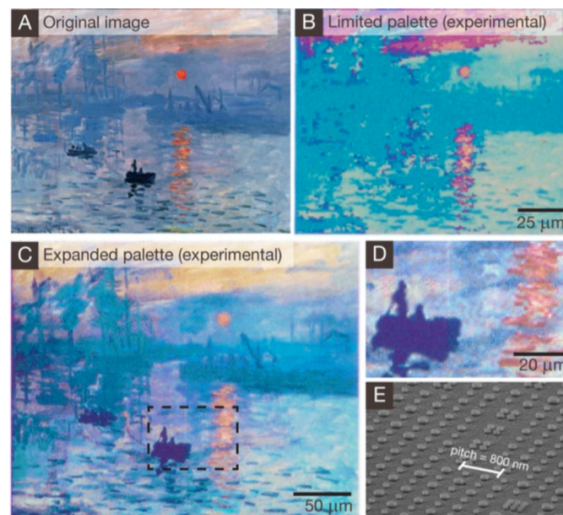 A Original image
B Limited palette (experimental)
25 µm
C Expanded palette (experimental)
50 µm
D
20 µm
E
pitch = 800 nm